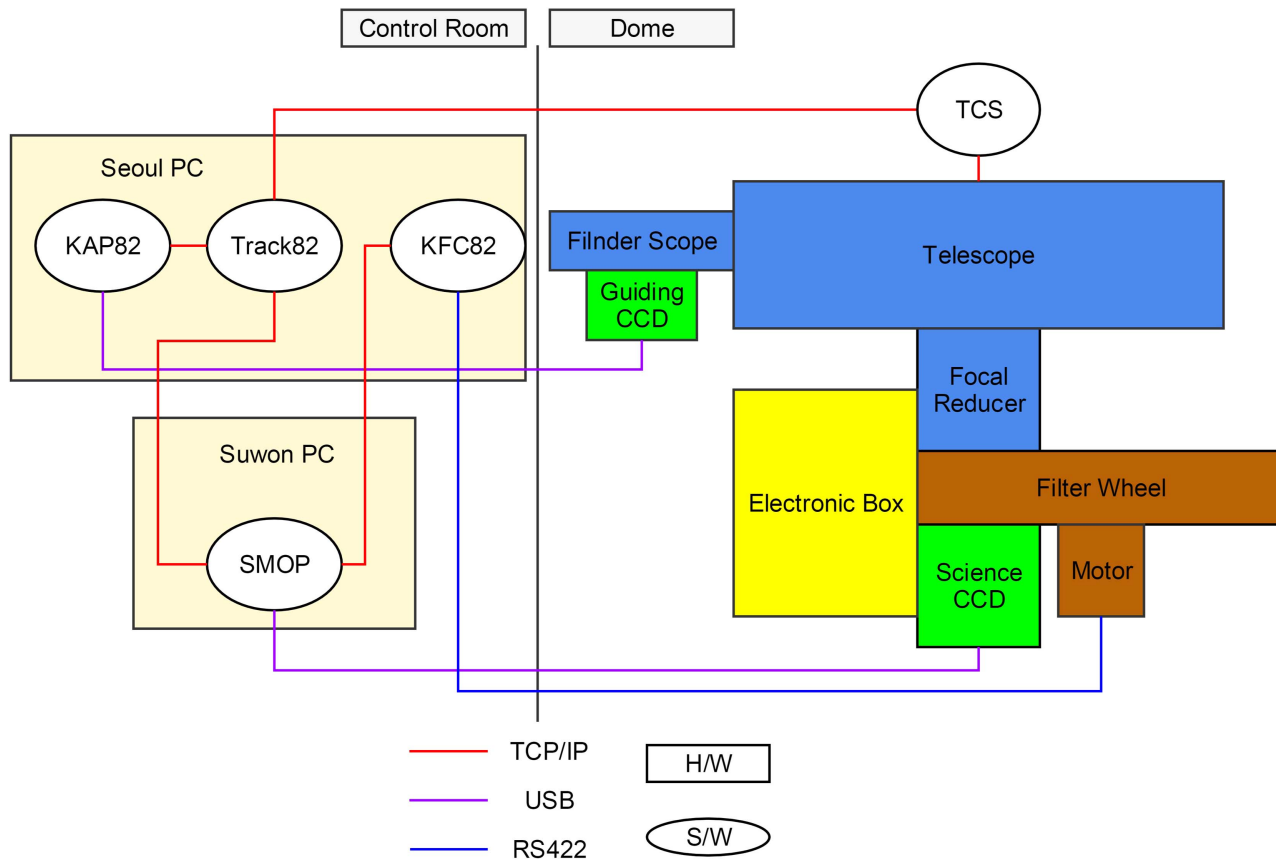 Control Room
Dome
TCS
Seoul PC
KAP82
Track82
KFC82
Filnder Scope
Telescope
Guiding
CCD
Focal
Reducer
Suwon PC
Electronic Box
Filter Wheel
SMOP
Science
CCD
Motor
TCP/IP
H/W
USB
S/W
RS422